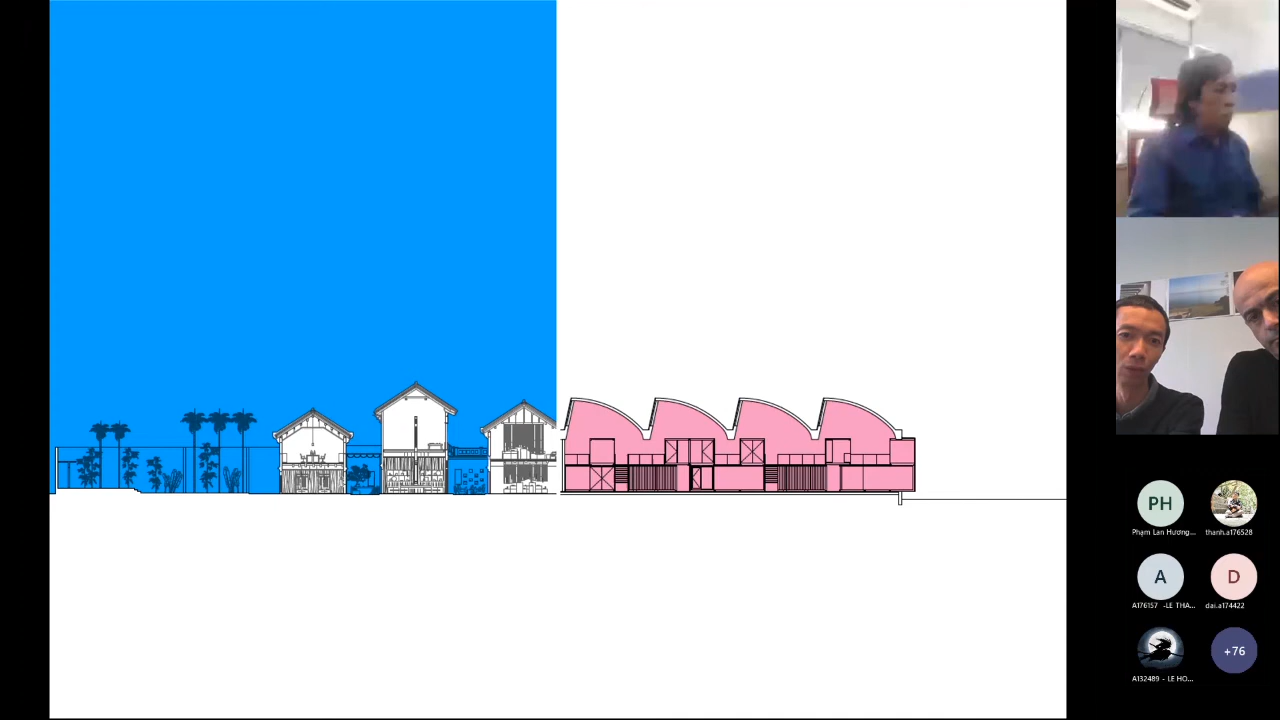 PH
Phạm Lan Hương...
thanh.a176528
A
A176157 -LE THA...
D
dai.a174422
A132489 - LE HO...
+76